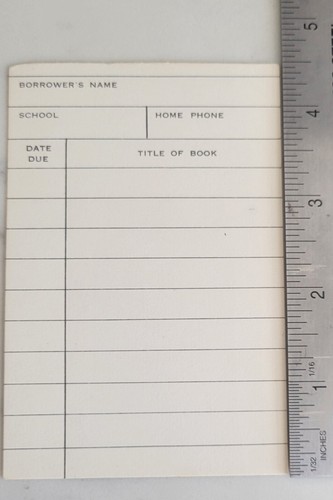 BORROWER'S NAME
SCHOOL HOME PHONE
DATE DUE TITLE OF BOOK
5
4
3
2
1
1/16
1/32 INCHES